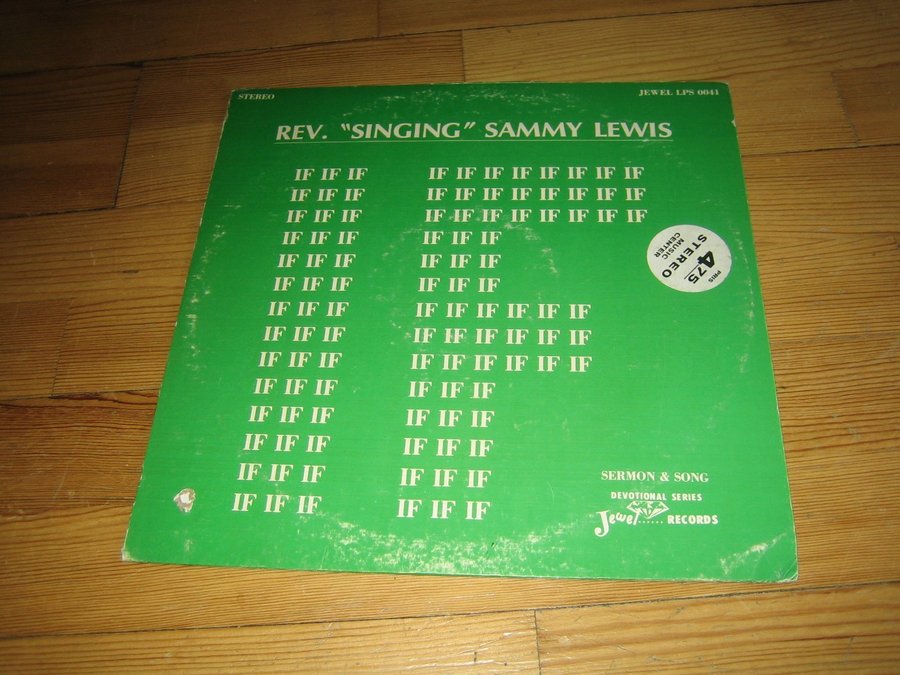 STEREO
JEWEL LPS 0041
REV. "SINGING" SAMMY LEWIS
IF IF IF IF IF IF IF IF IF IF IF
IF IF IF IF IF IF IF IF IF IF IF
IF IF IF IF IF IF IF IF IF IF IF
IF IF IF IF IF IF
IF IF IF IF IF IF
IF IF IF IF IF IF
IF IF IF IF IF IF IF IF IF
IF IF IF IF IF IF IF IF IF
IF IF IF IF IF IF IF IF IF
IF IF IF IF IF IF
IF IF IF IF IF IF
IF IF IF IF IF IF
IF IF IF IF IF IF
IF IF IF IF IF IF
PRIS
475
STEREO
MUSIC
CENTER
SERMON & SONG
DEVOTIONAL SERIES
Jewel...... RECORDS